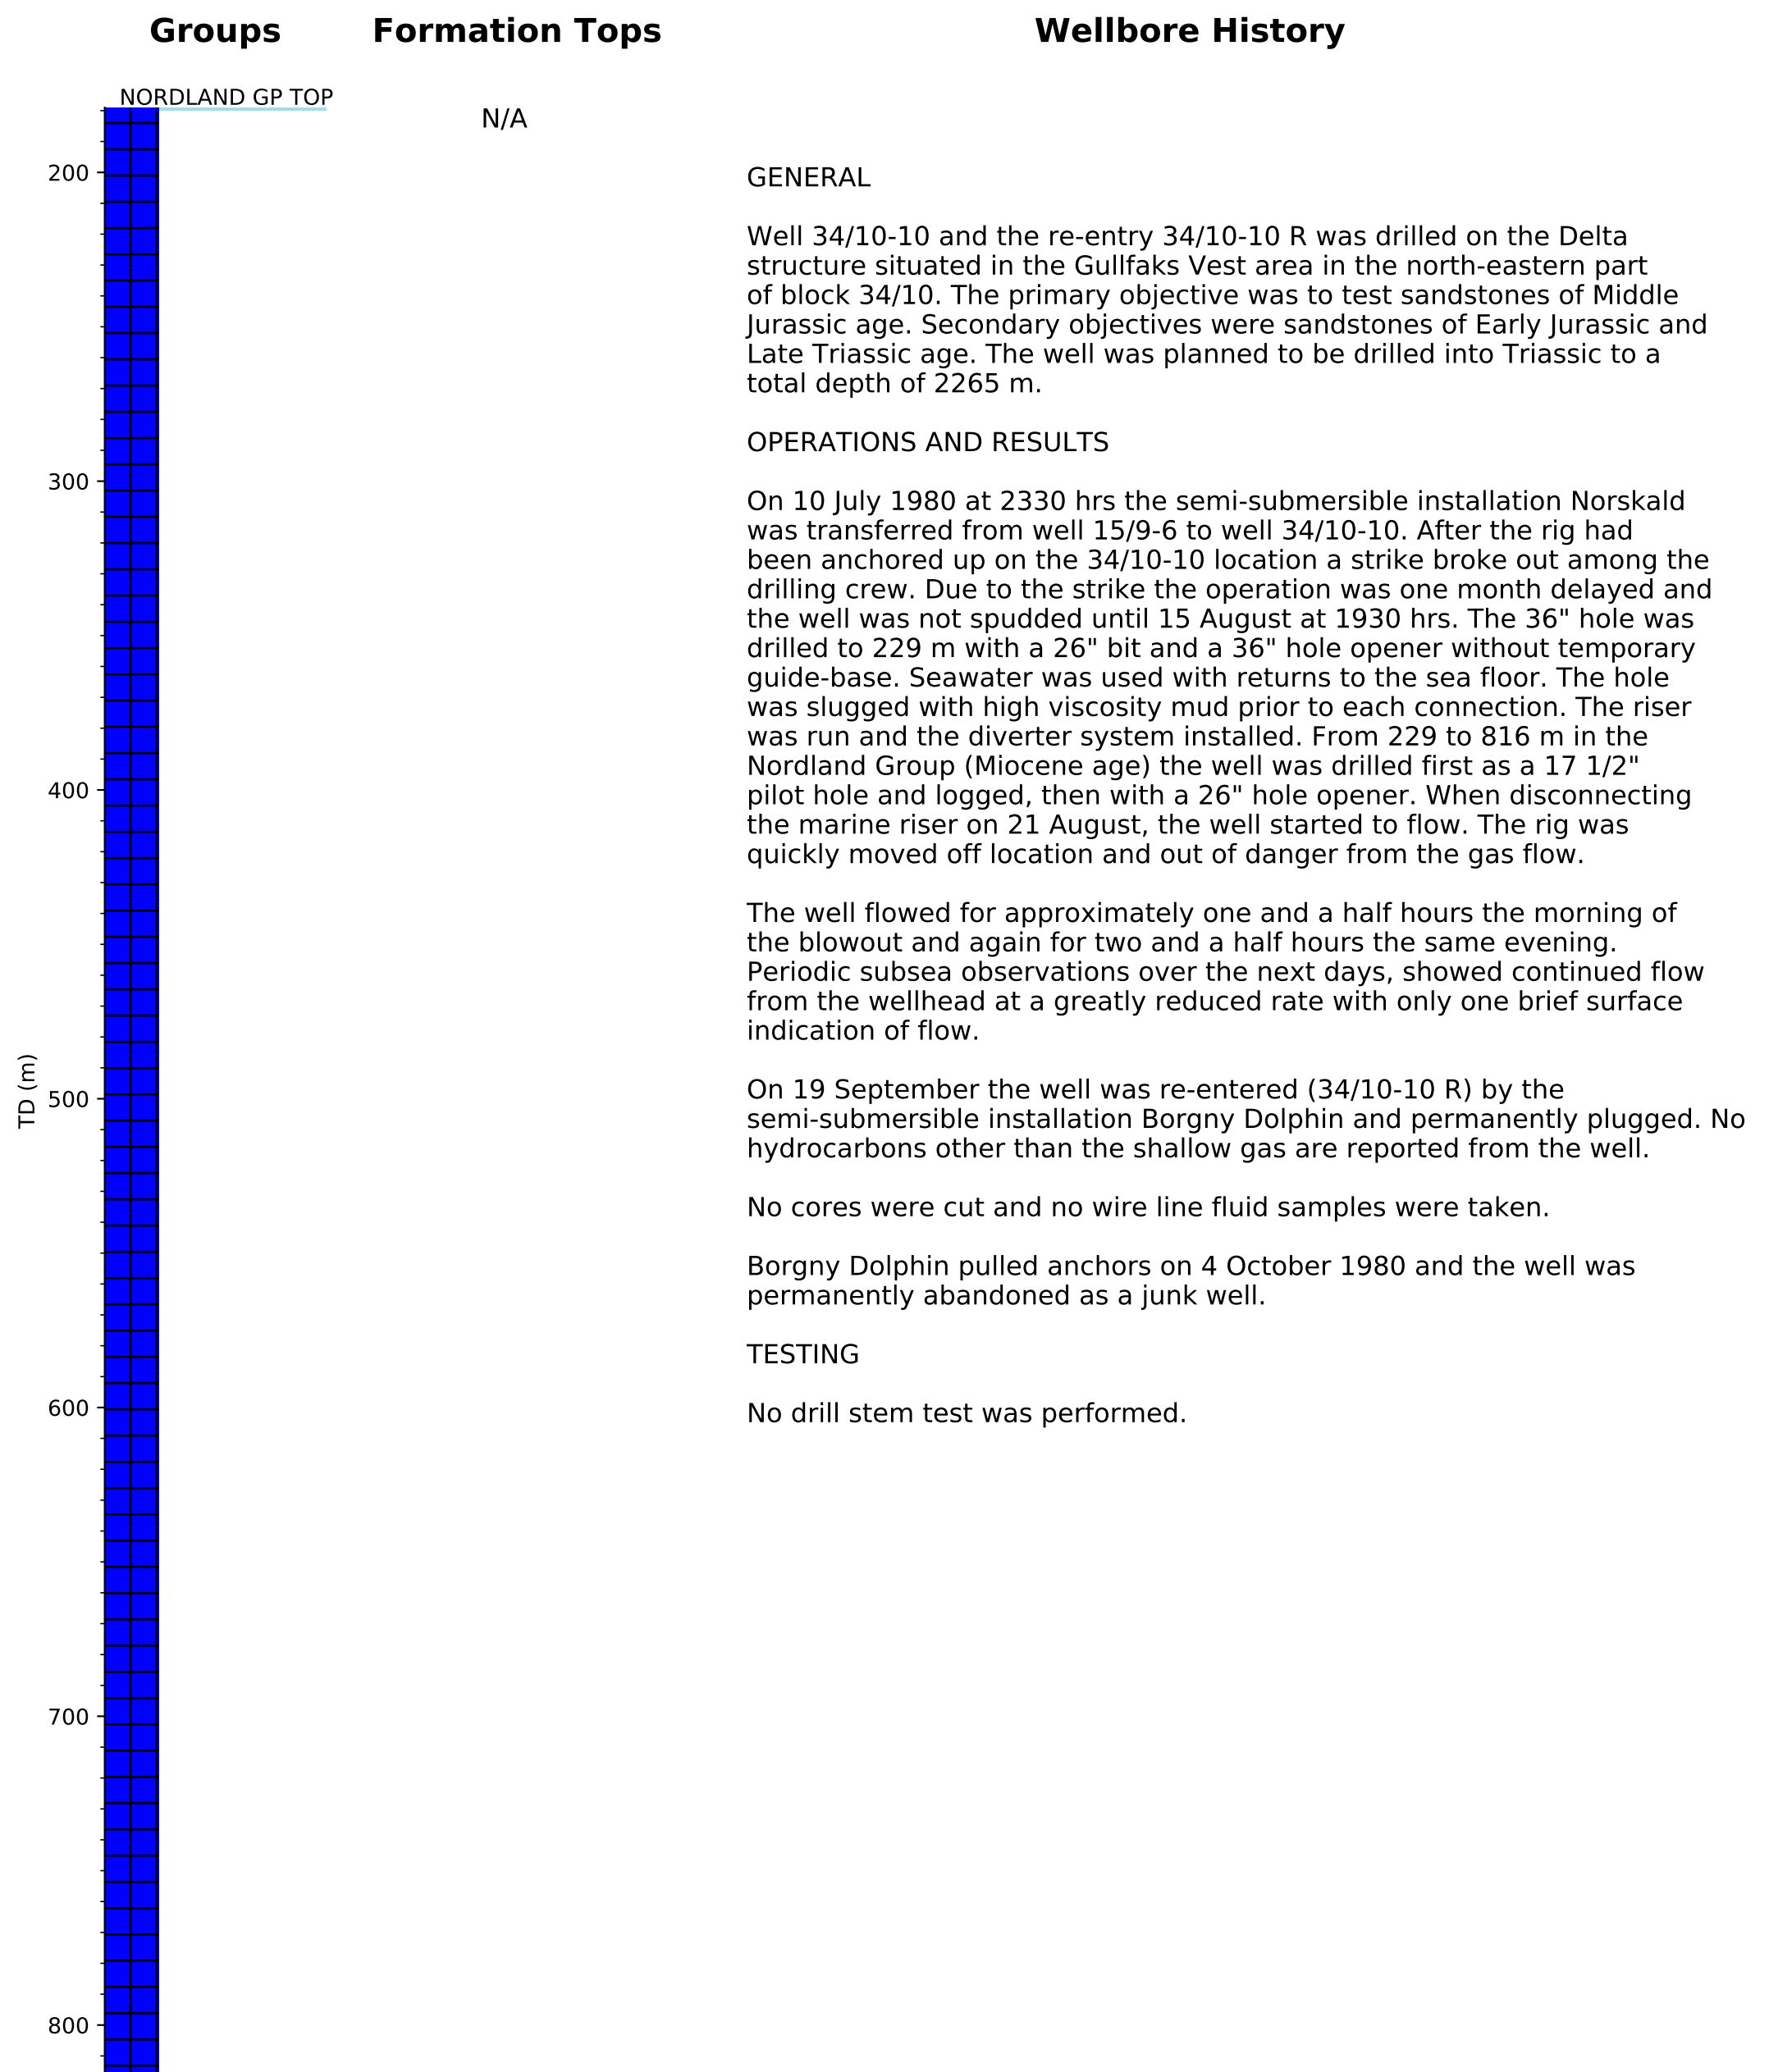 Groups
Formation Tops
Wellbore History
NORDLAND GP TOP
N/A
TD (m)
200
300
400
500
600
700
800
GENERAL
Well 34/10-10 and the re-entry 34/10-10 R was drilled on the Delta
structure situated in the Gullfaks Vest area in the north-eastern part
of block 34/10. The primary objective was to test sandstones of Middle
Jurassic age. Secondary objectives were sandstones of Early Jurassic and
Late Triassic age. The well was planned to be drilled into Triassic to a
total depth of 2265 m.
OPERATIONS AND RESULTS
On 10 July 1980 at 2330 hrs the semi-submersible installation Norskald
was transferred from well 15/9-6 to well 34/10-10. After the rig had
been anchored up on the 34/10-10 location a strike broke out among the
drilling crew. Due to the strike the operation was one month delayed and
the well was not spudded until 15 August at 1930 hrs. The 36" hole was
drilled to 229 m with a 26" bit and a 36" hole opener without temporary
guide-base. Seawater was used with returns to the sea floor. The hole
was slugged with high viscosity mud prior to each connection. The riser
was run and the diverter system installed. From 229 to 816 m in the
Nordland Group (Miocene age) the well was drilled first as a 17 1/2"
pilot hole and logged, then with a 26" hole opener. When disconnecting
the marine riser on 21 August, the well started to flow. The rig was
quickly moved off location and out of danger from the gas flow.
The well flowed for approximately one and a half hours the morning of
the blowout and again for two and a half hours the same evening.
Periodic subsea observations over the next days, showed continued flow
from the wellhead at a greatly reduced rate with only one brief surface
indication of flow.
On 19 September the well was re-entered (34/10-10 R) by the
semi-submersible installation Borgny Dolphin and permanently plugged. No
hydrocarbons other than the shallow gas are reported from the well.
No cores were cut and no wire line fluid samples were taken.
Borgny Dolphin pulled anchors on 4 October 1980 and the well was
permanently abandoned as a junk well.
TESTING
No drill stem test was performed.